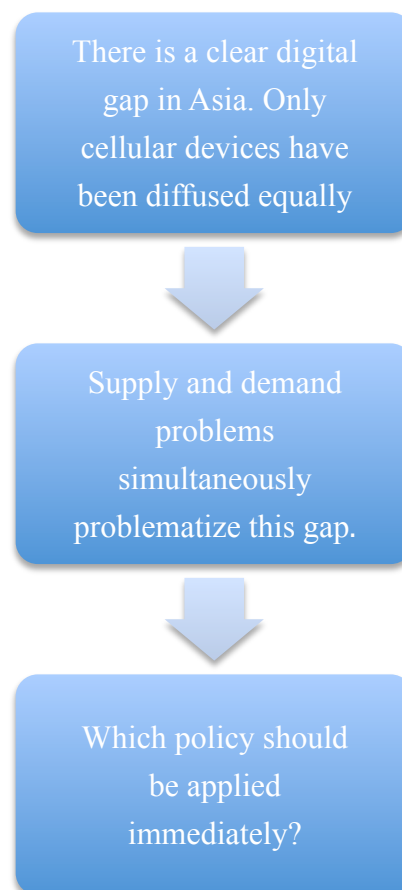 There is a clear digital
gap in Asia. Only
cellular devices have
been diffused equally
Supply and demand
problems
simultaneously
problematize this gap.
Which policy should
be applied
immediately?